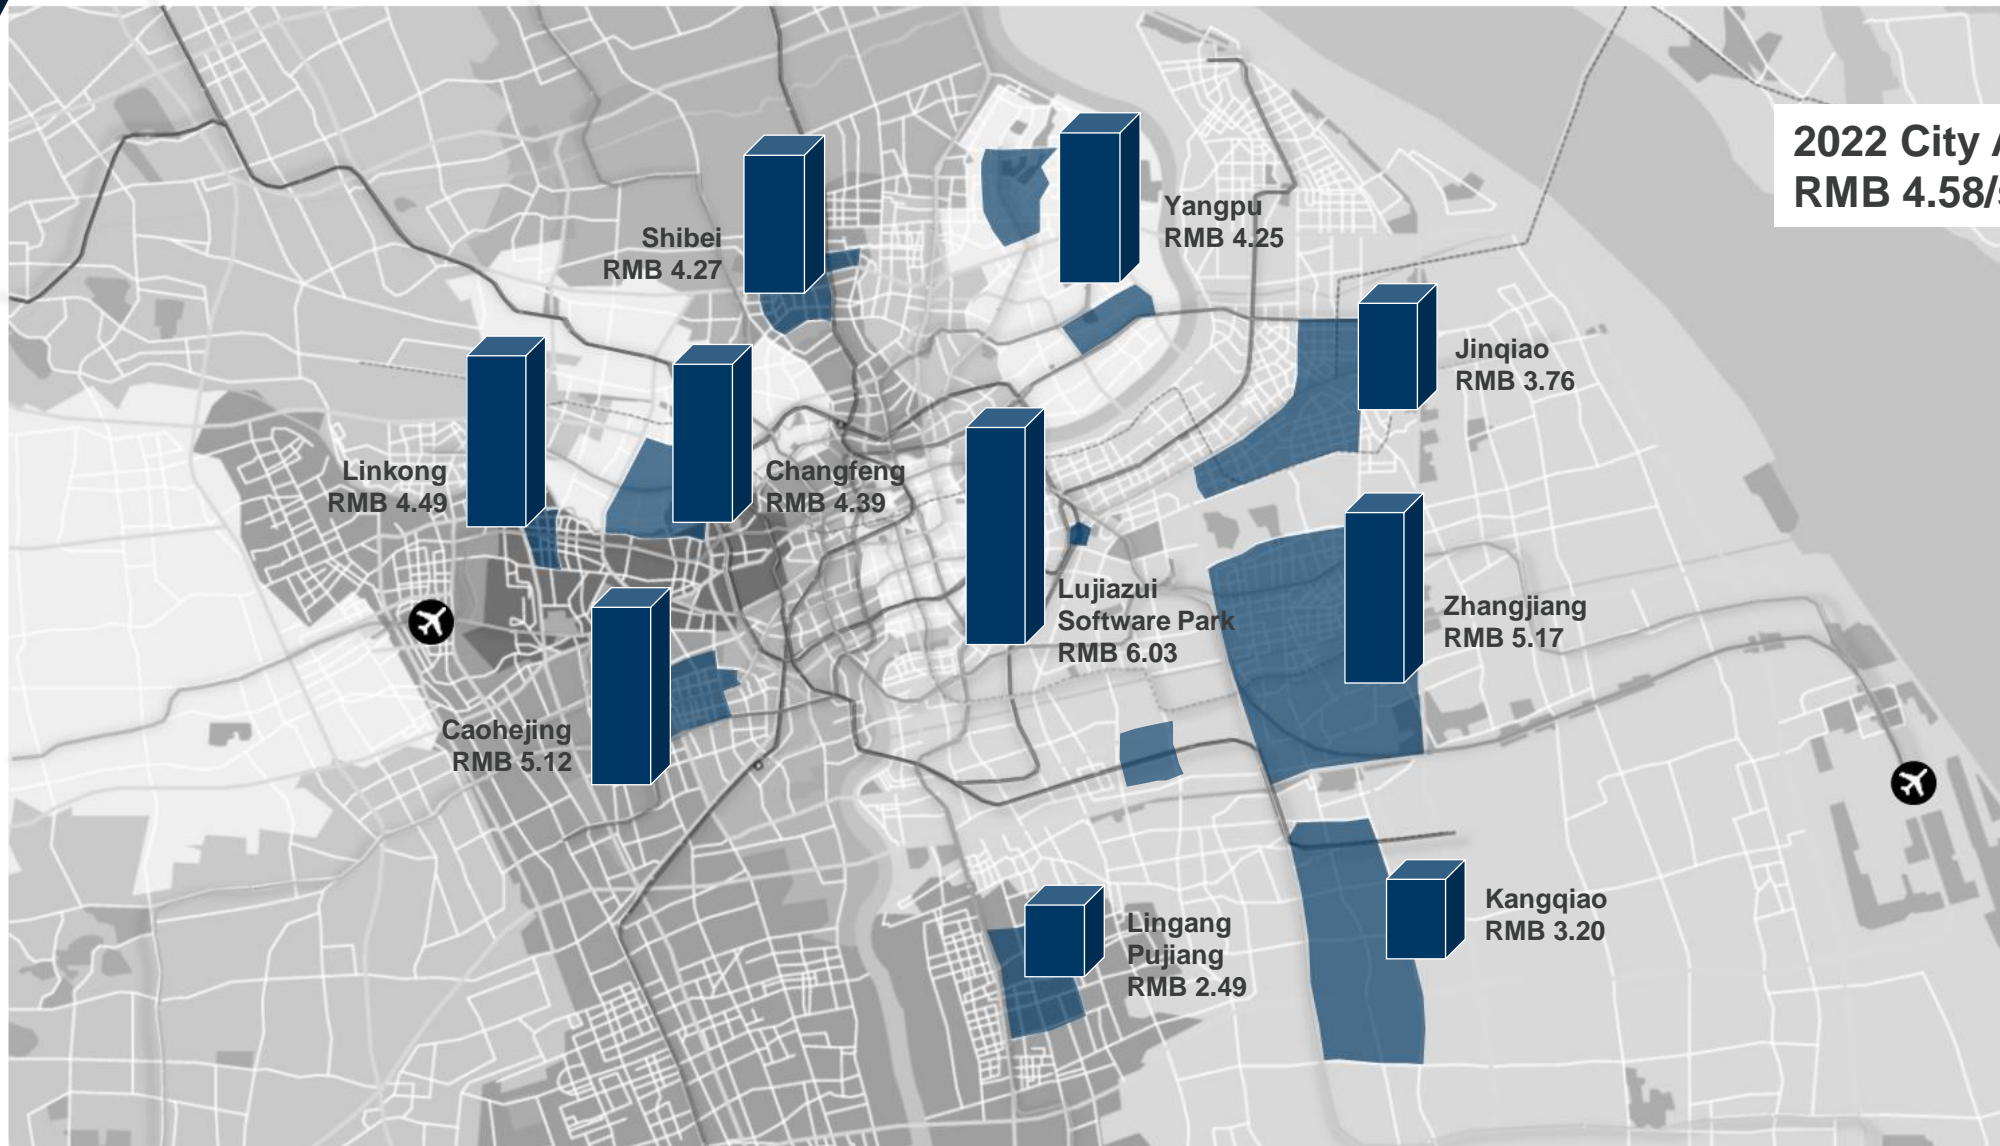 2022 City
RMB 4.58/
Yangpu
RMB 4.25
Shibei
RMB 4.27
Jinqiao
RMB 3.76
Linkong
RMB 4.49
Changfeng
RMB 4.39
Lujiazui
Software Park
RMB 6.03
Zhangjiang
RMB 5.17
Caohejing
RMB 5.12
Kangqiao
RMB 3.20
Lingang
Pujiang
RMB 2.49